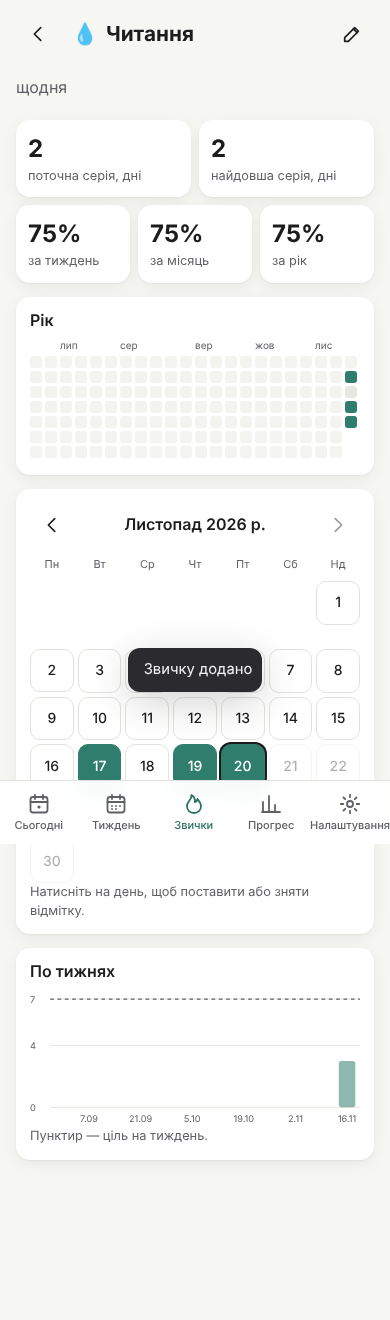 Читання
щодня
2
поточна серія, дні
2
найдовша серія, дні
75%
за тиждень
75%
за місяць
75%
за рік
Рік
лип сер вер жов лис
Листопад 2026 р.
Пн Вт Ср Чт Пт Сб Нд
1
2 3 7 8
Звичку додано
9 10 11 12 13 14 15
16 17 18 19 20 21 22
Сьогодні Тиждень Звички Прогрес Налаштування
30
Натисніть на день, щоб поставити або зняти
відмітку.
По тижнях
7
4
0
7.09 21.09 5.10 19.10 2.11 16.11
Пунктир — ціль на тиждень.